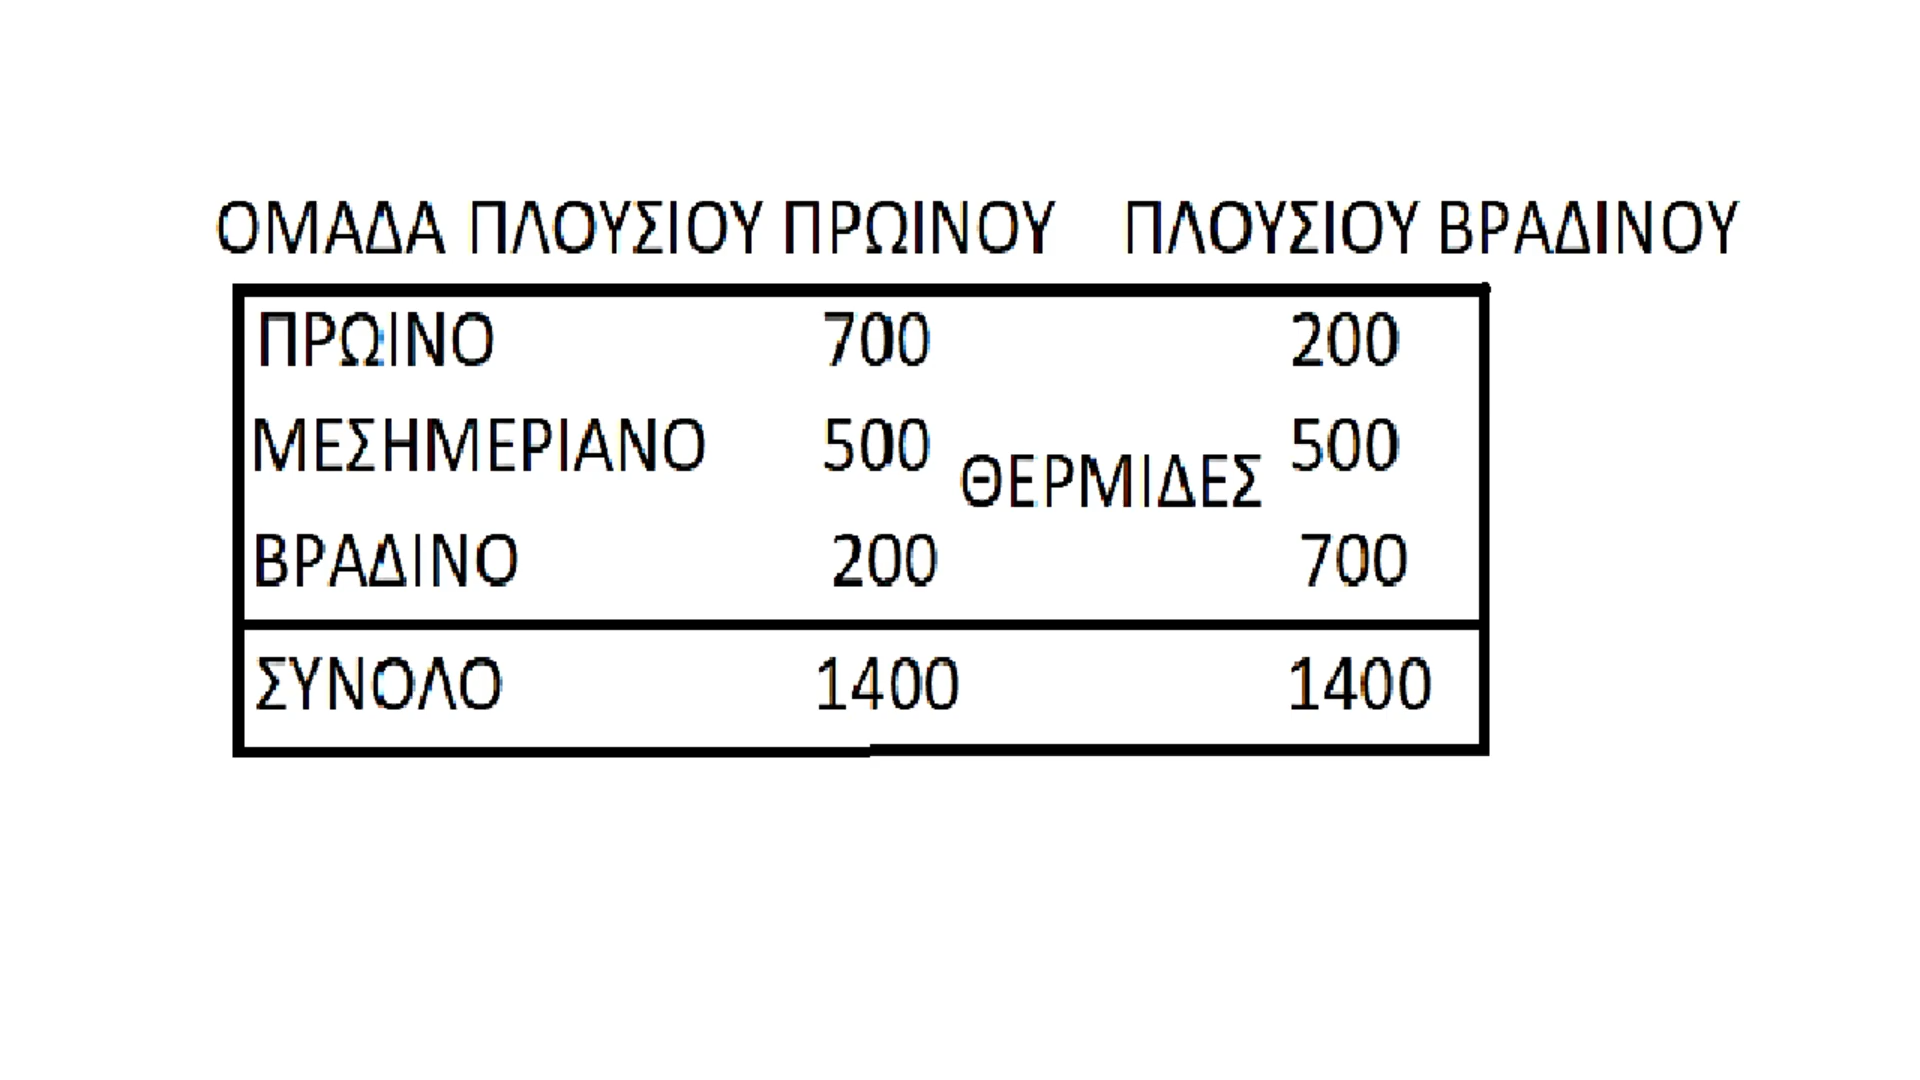 ΟΜΑΔΑ ΠΛΟΥΣΙΟΥ ΠΡΩΙΝΟΥ ΠΛΟΥΣΙΟΥ ΒΡΑΔΙΝΟΥ
ΠΡΩΙΝΟ 700 200
ΜΕΣΗΜΕΡΙΑΝΟ 500 500
ΘΕΡΜΙΔΕΣ
ΒΡΑΔΙΝΟ 200 700
ΣΥΝΟΛΟ 1400 1400